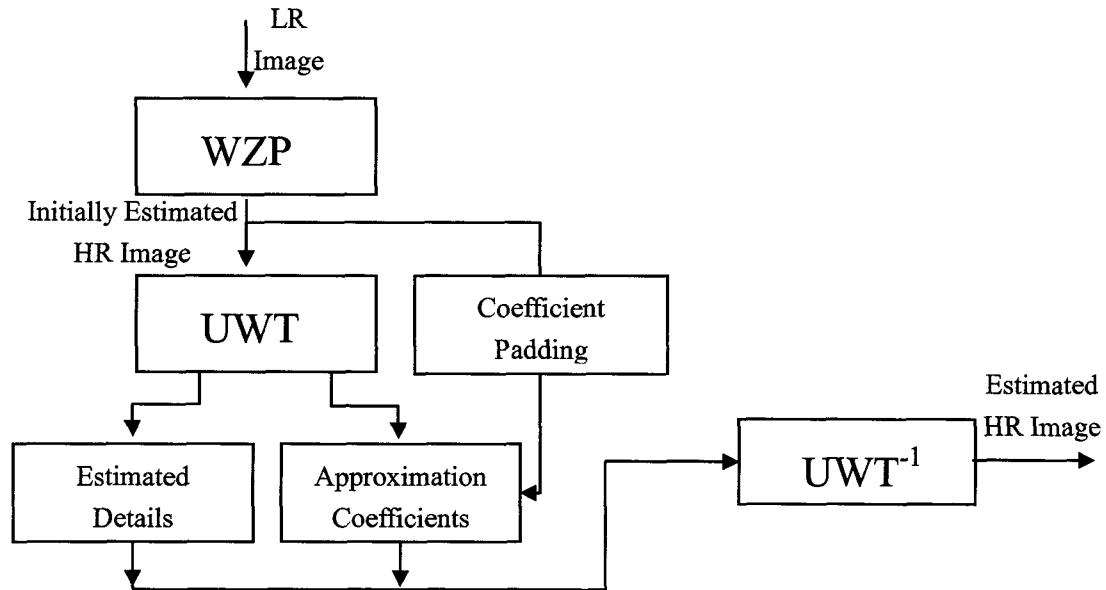 LR
Image
WZP
Initially Estimated
HR Image
UWT
Coefficient
Padding
Estimated
Details
Approximation
Coefficients
Estimated
HR Image
UWT⁻¹